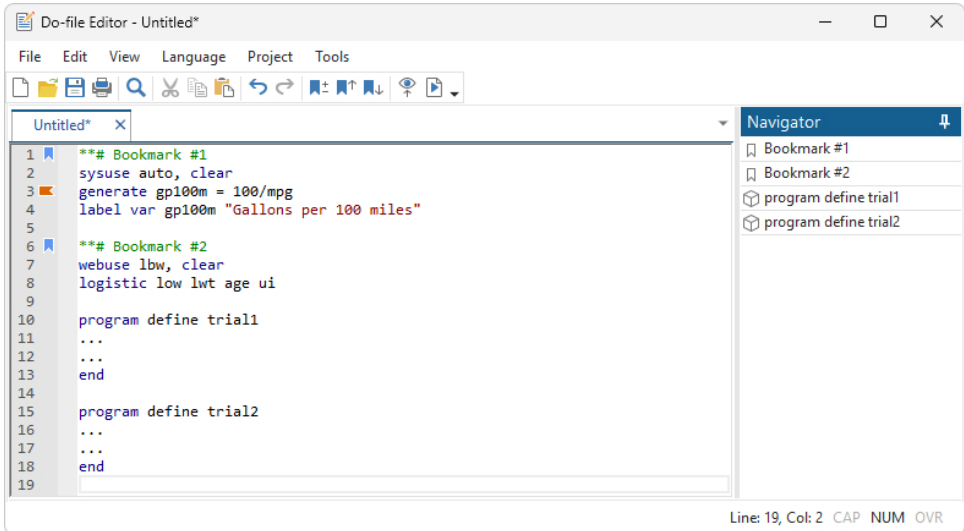 Do-file Editor - Untitled*
File Edit View Language Project Tools
Untitled*
1 **# Bookmark #1
2 sysuse auto, clear
3 generate gp100m = 100/mpg
4 label var gp100m "Gallons per 100 miles"
5
6 **# Bookmark #2
7 webuse lbw, clear
8 logistic low lwt age ui
9
10 program define trial1
11 ...
12 ...
13 end
14
15 program define trial2
16 ...
17 ...
18 end
19
Navigator
Bookmark #1
Bookmark #2
program define trial1
program define trial2
Line: 19, Col: 2 CAP NUM OVR